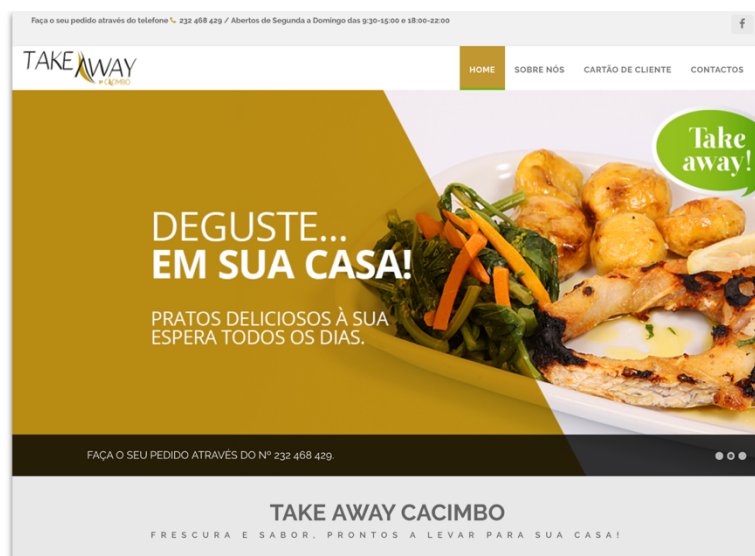 Faça o seu pedido através do telefone 232 468 429 / Abertos de Segunda a Domingo das 9:30-15:00 e 18:00-22:00
f
TAKE AWAY
BY CACIMBO
HOME SOBRE NÓS CARTÃO DE CLIENTE CONTACTOS
Take
away!
DEGUSTE...
EM SUA CASA!
PRATOS DELICIOSOS À SUA
ESPERA TODOS OS DIAS.
FAÇA O SEU PEDIDO ATRAVÉS DO Nº 232 468 429.
TAKE AWAY CACIMBO
FRESCURA E SABOR, PRONTOS A LEVAR PARA SUA CASA!